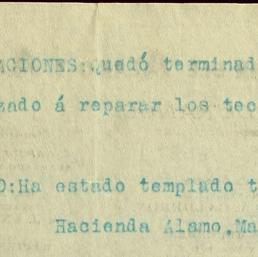 ACIONES:quedó terminad
zado á reparar los tec
O:Ha estado templado t
Hacienda Alamo,Ma